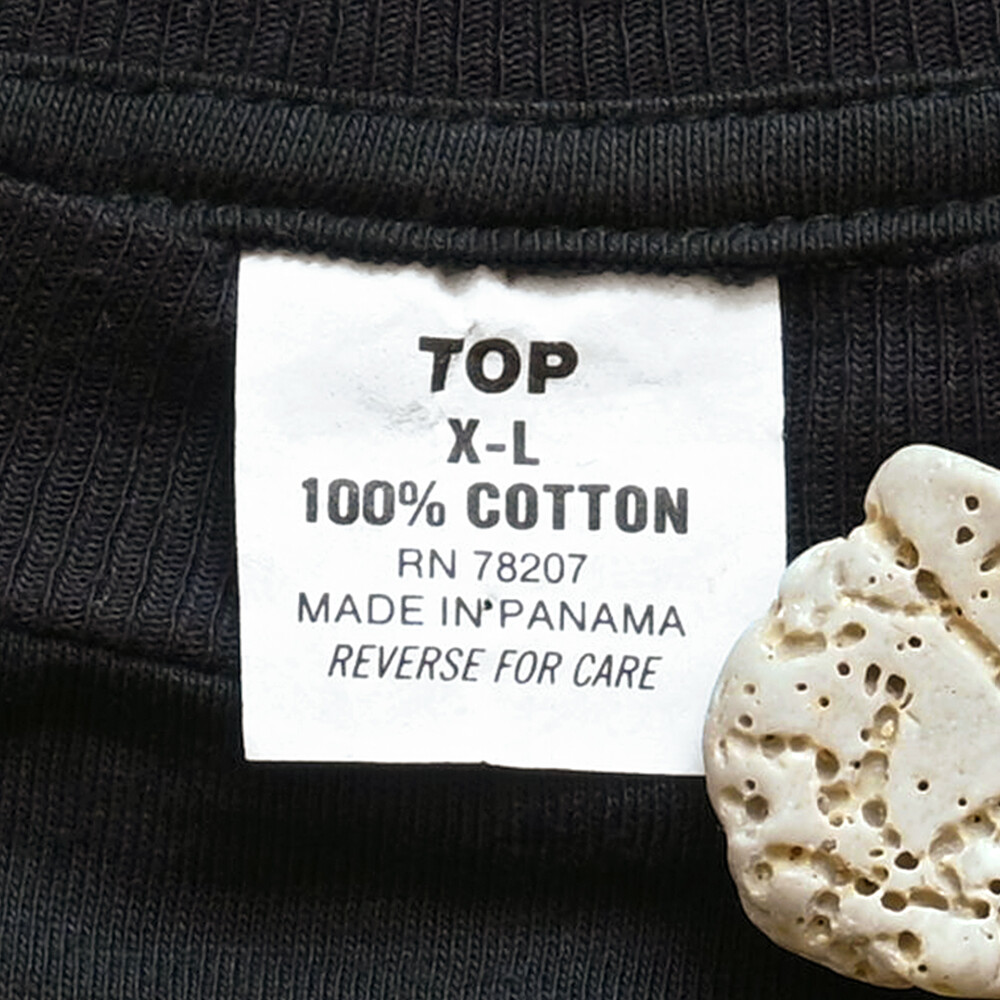 TOP
X-L
100% COTTON
RN 78207
MADE IN PANAMA
REVERSE FOR CARE